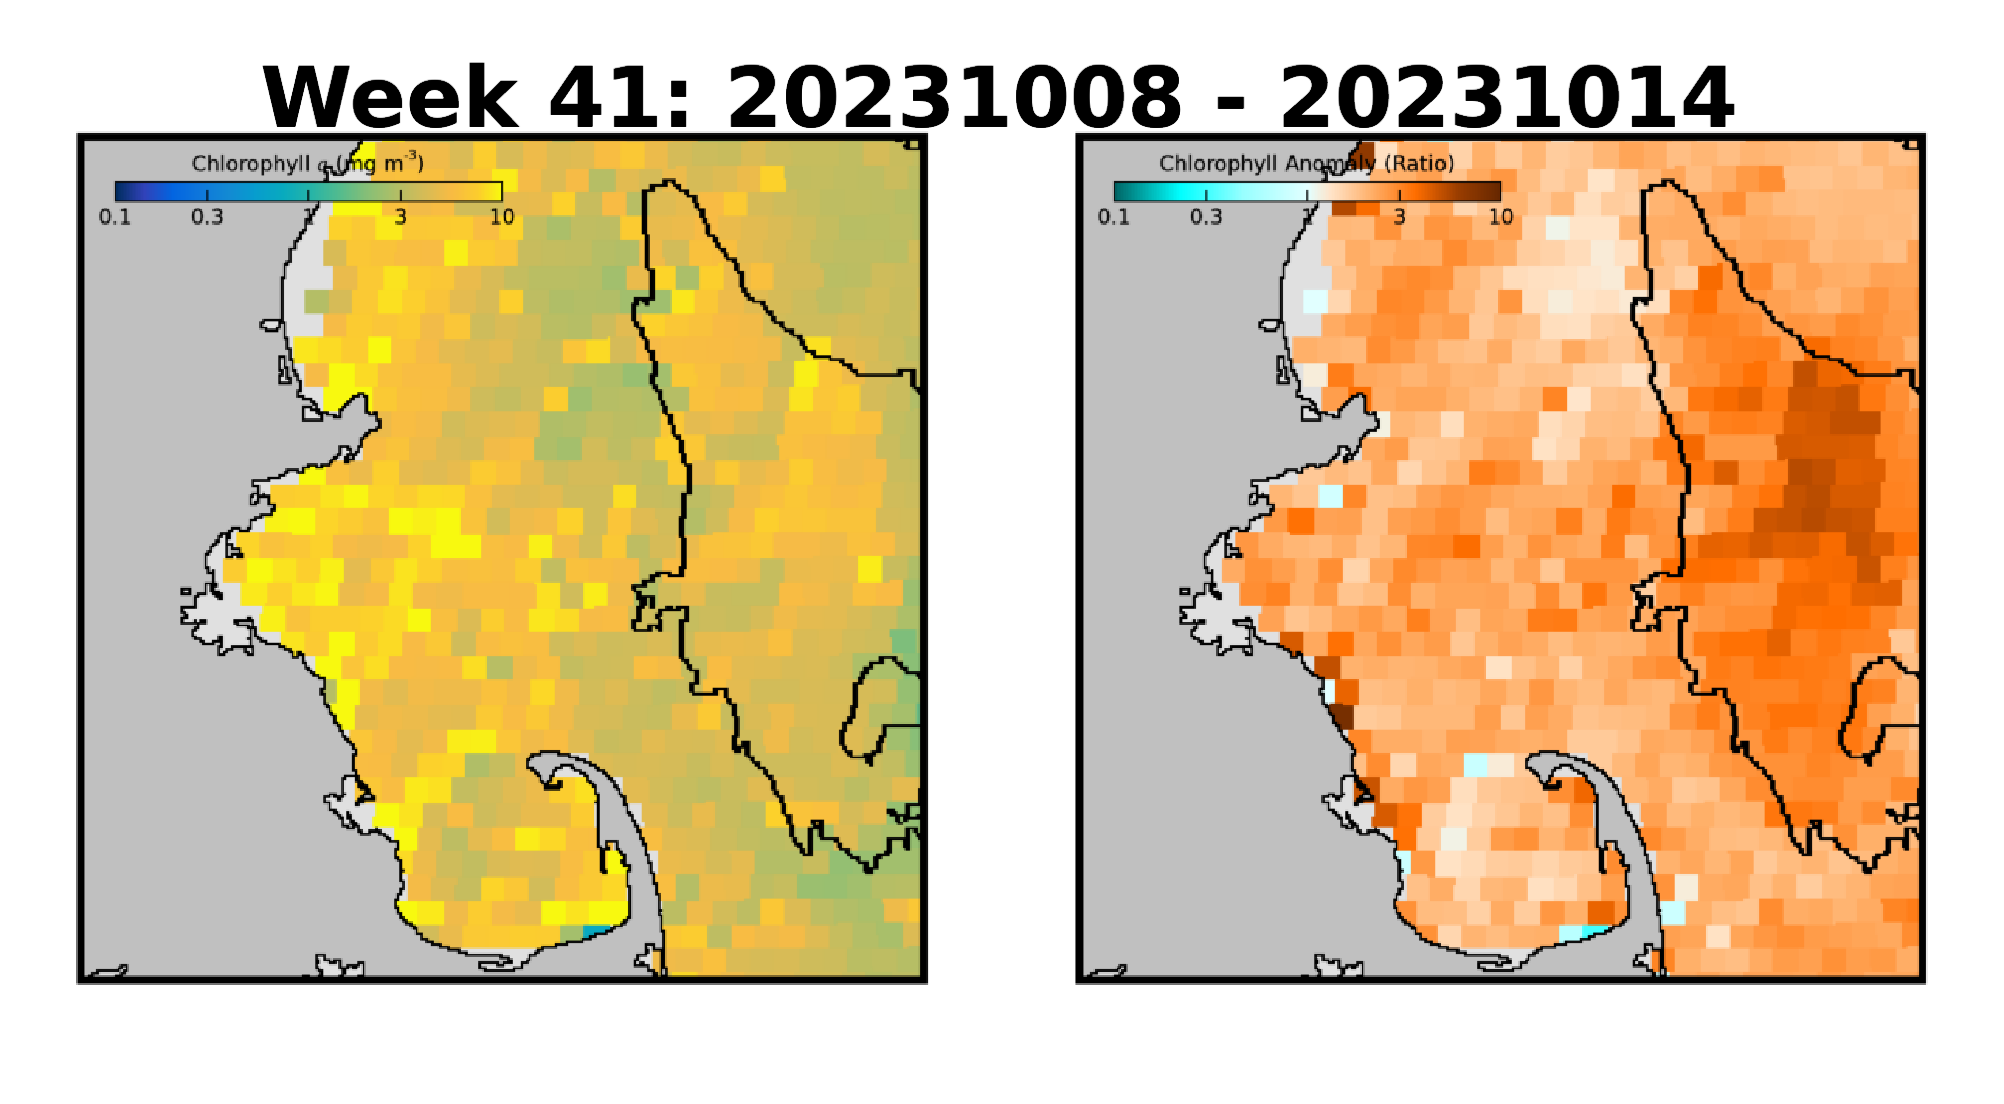 Week 41: 20231008 - 20231014
Chlorophyll a (mg m-3)
0.1 0.3 1 3 10
Chlorophyll Anomaly (Ratio)
0.1 0.3 1 3 10